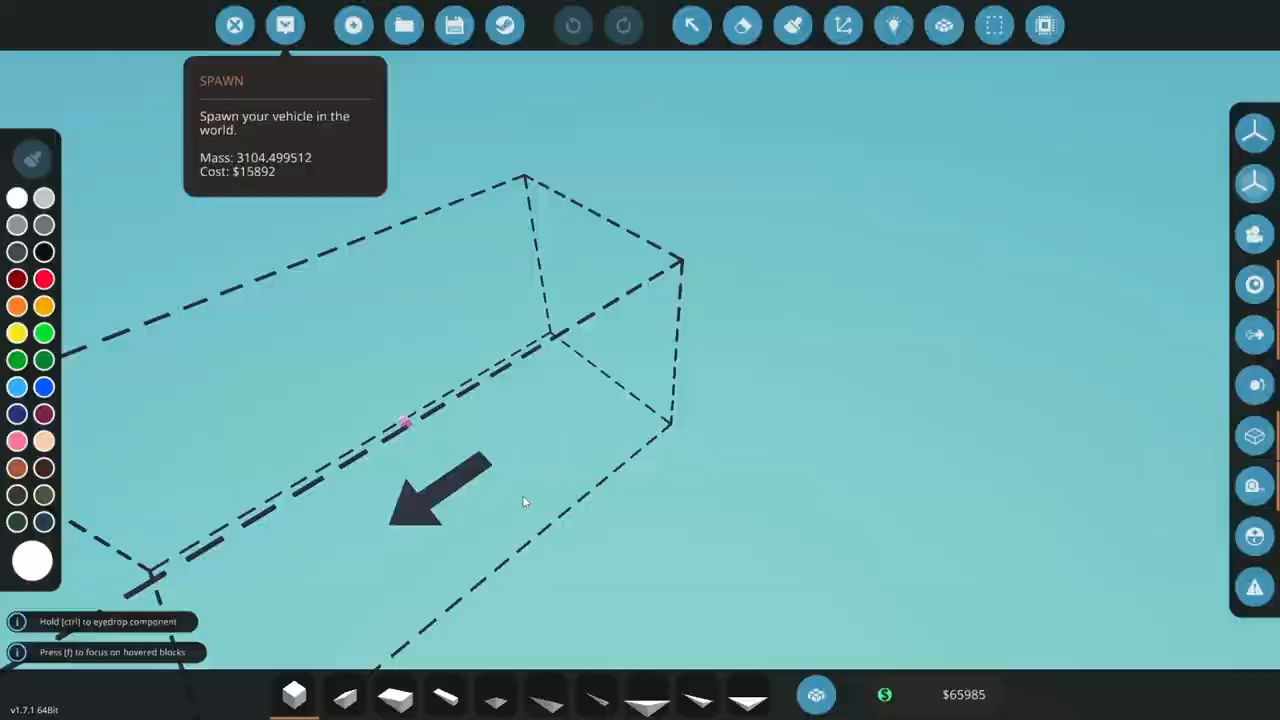 SPAWN
Spawn your vehicle in the
world.
Mass: 3104.499512
Cost: $15892
Hold [ctrl] to eyedrop component
Press [f] to focus on hovered blocks
v1.7.1 64Bit
$65985